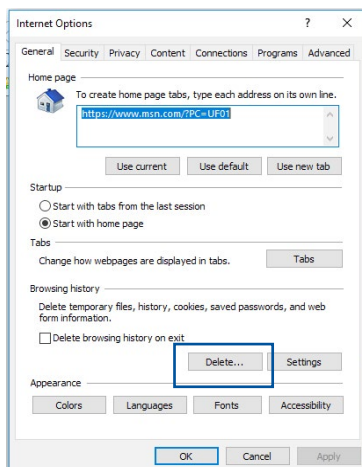 Internet Options ? X
General Security Privacy Content Connections Programs Advanced
Home page
To create home page tabs, type each address on its own line.
https://www.msn.com/?PC=UF01
Use current Use default Use new tab
Startup
Start with tabs from the last session
Start with home page
Tabs
Change how webpages are displayed in tabs. Tabs
Browsing history
Delete temporary files, history, cookies, saved passwords, and web
form information.
Delete browsing history on exit
Delete... Settings
Appearance
Colors Languages Fonts Accessibility
OK Cancel Apply